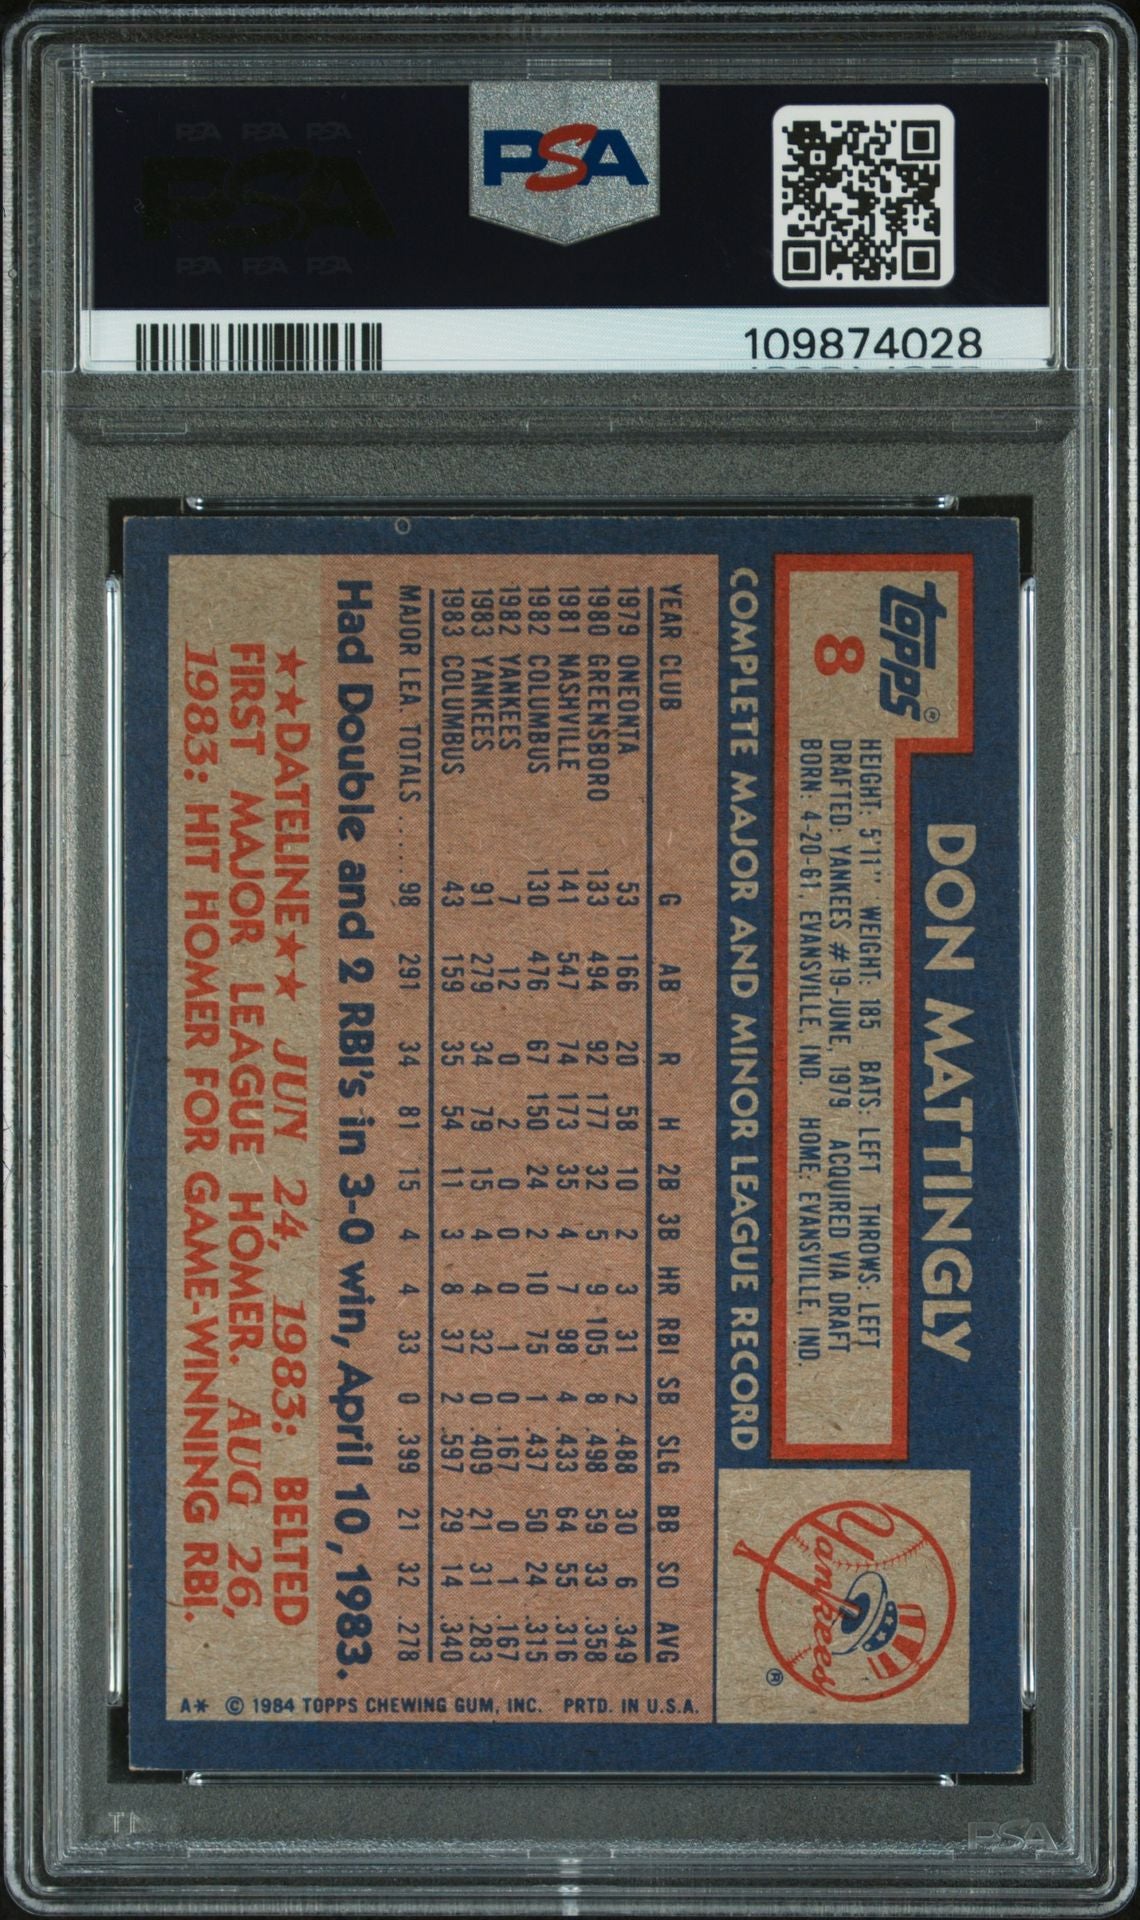 PSA PSA PSA
PSA
PSA PSA PSA
PSA
109874028
topps®
8
DON MATTINGLY
HEIGHT: 5'11" WEIGHT: 185 BATS: LEFT THROWS: LEFT
DRAFTED: YANKEES #19-JUNE, 1979 ACQUIRED VIA DRAFT
BORN: 4-20-61, EVANSVILLE, IND. HOME: EVANSVILLE, IND.
COMPLETE MAJOR AND MINOR LEAGUE RECORD
Yankees ®
YEAR CLUB G AB R H 2B 3B HR RBI SB SLG BB SO AVG
1979 ONEONTA 53 166 20 58 10 2 3 31 2 .488 30 6 .349
1980 GREENSBORO 133 494 92 177 32 5 9 105 8 .498 59 33 .358
1981 NASHVILLE 141 547 74 173 35 4 7 98 4 .433 64 55 .316
1982 COLUMBUS 130 476 67 150 24 2 10 75 1 .437 50 24 .315
1982 YANKEES 7 12 0 2 0 0 0 1 0 .167 0 1 .167
1983 YANKEES 91 279 34 79 15 4 4 32 0 .409 21 31 .283
1983 COLUMBUS 43 159 35 54 11 3 8 37 2 .597 29 14 .340
MAJOR LEA. TOTALS ..... 98 291 34 81 15 4 4 33 0 .399 21 32 .278
Had Double and 2 RBI's in 3-0 win, April 10, 1983.
★★DATELINE★★ JUN 24, 1983: BELTED
FIRST MAJOR LEAGUE HOMER. AUG 26,
1983: HIT HOMER FOR GAME-WINNING RBI.
A* © 1984 TOPPS CHEWING GUM, INC. PRTD. IN U.S.A.
PSA